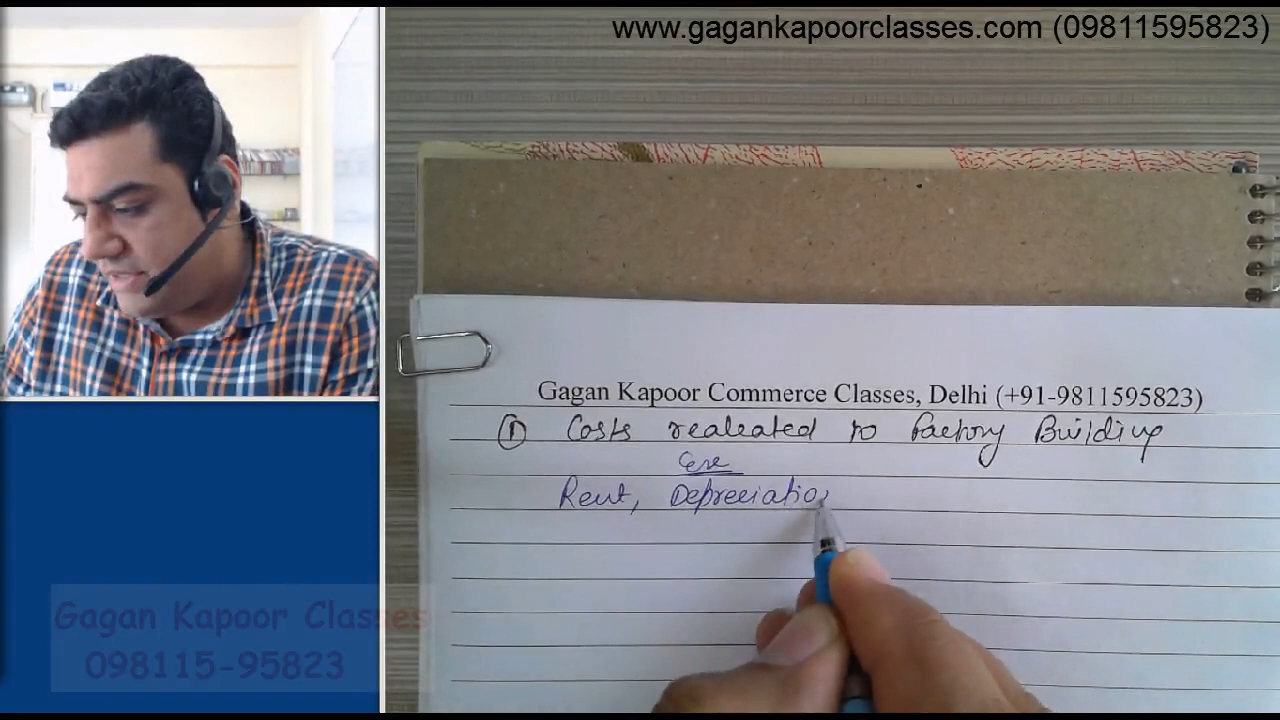 www.gagankapoorclasses.com (09811595823)
Gagan Kapoor Commerce Classes, Delhi (+91-9811595823)
① Costs realeated to Factory Building
Rent, Depreciation
Gagan Kapoor Classes
098115-95823